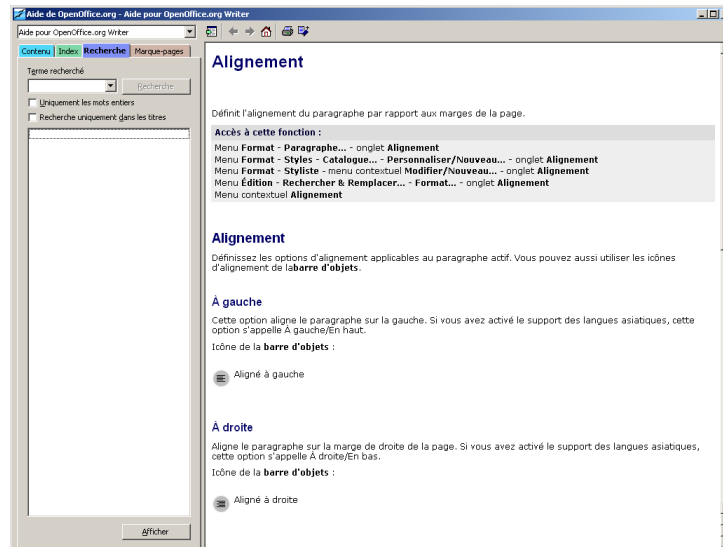 Aide de OpenOffice.org - Aide pour OpenOffice.org Writer
Aide pour OpenOffice.org Writer
Contenu Index Recherche Marque-pages
Terme recherché
Recherche
Uniquement les mots entiers
Recherche uniquement dans les titres
Afficher
Alignement
Définit l'alignement du paragraphe par rapport aux marges de la page.
Accès à cette fonction :
Menu Format - Paragraphe... - onglet Alignement
Menu Format - Styles - Catalogue... - Personnaliser/Nouveau... - onglet Alignement
Menu Format - Styliste - menu contextuel Modifier/Nouveau... - onglet Alignement
Menu Édition - Rechercher & Remplacer... - Format... - onglet Alignement
Menu contextuel Alignement
Alignement
Définissez les options d'alignement applicables au paragraphe actif. Vous pouvez aussi utiliser les icônes
d'alignement de labarre d'objets.
À gauche
Cette option aligne le paragraphe sur la gauche. Si vous avez activé le support des langues asiatiques, cette
option s'appelle À gauche/En haut.
Icône de la barre d'objets :
Aligné à gauche
À droite
Aligne le paragraphe sur la marge de droite de la page. Si vous avez activé le support des langues asiatiques,
cette option s'appelle À droite/En bas.
Icône de la barre d'objets :
Aligné à droite